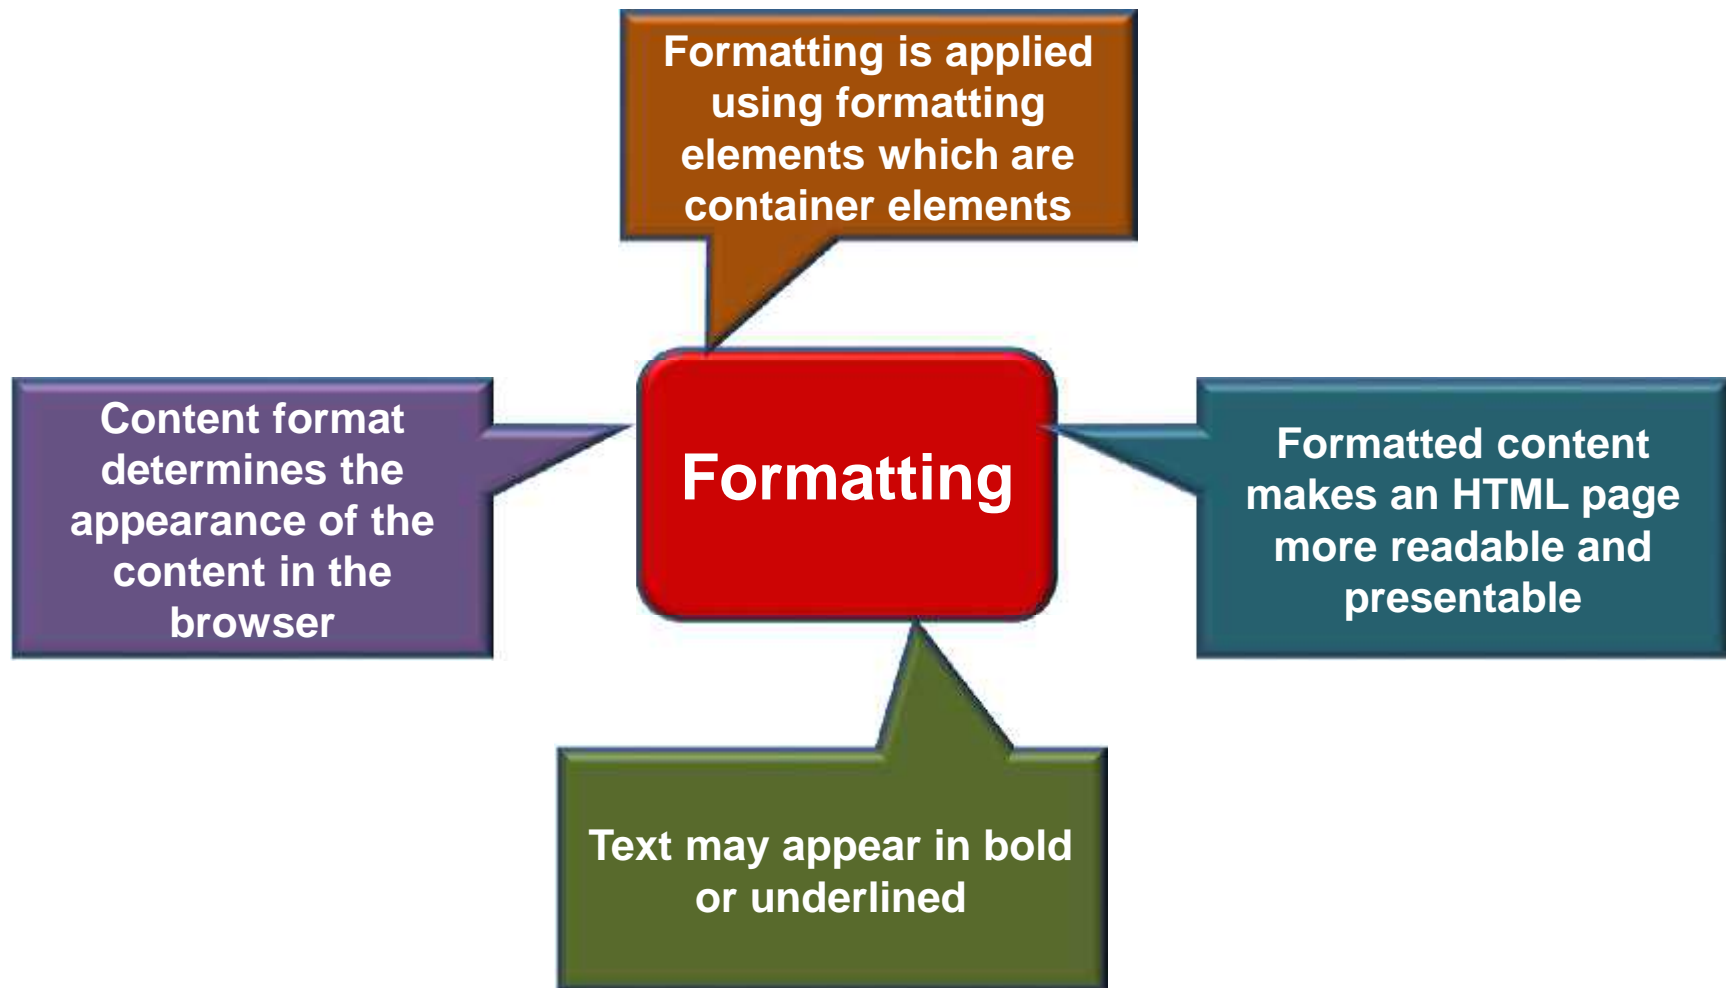 Formatting is applied
using formatting
elements which are
container elements
Content format
determines the
appearance of the
content in the
browser
Formatting
Formatted content
makes an HTML page
more readable and
presentable
Text may appear in bold
or underlined